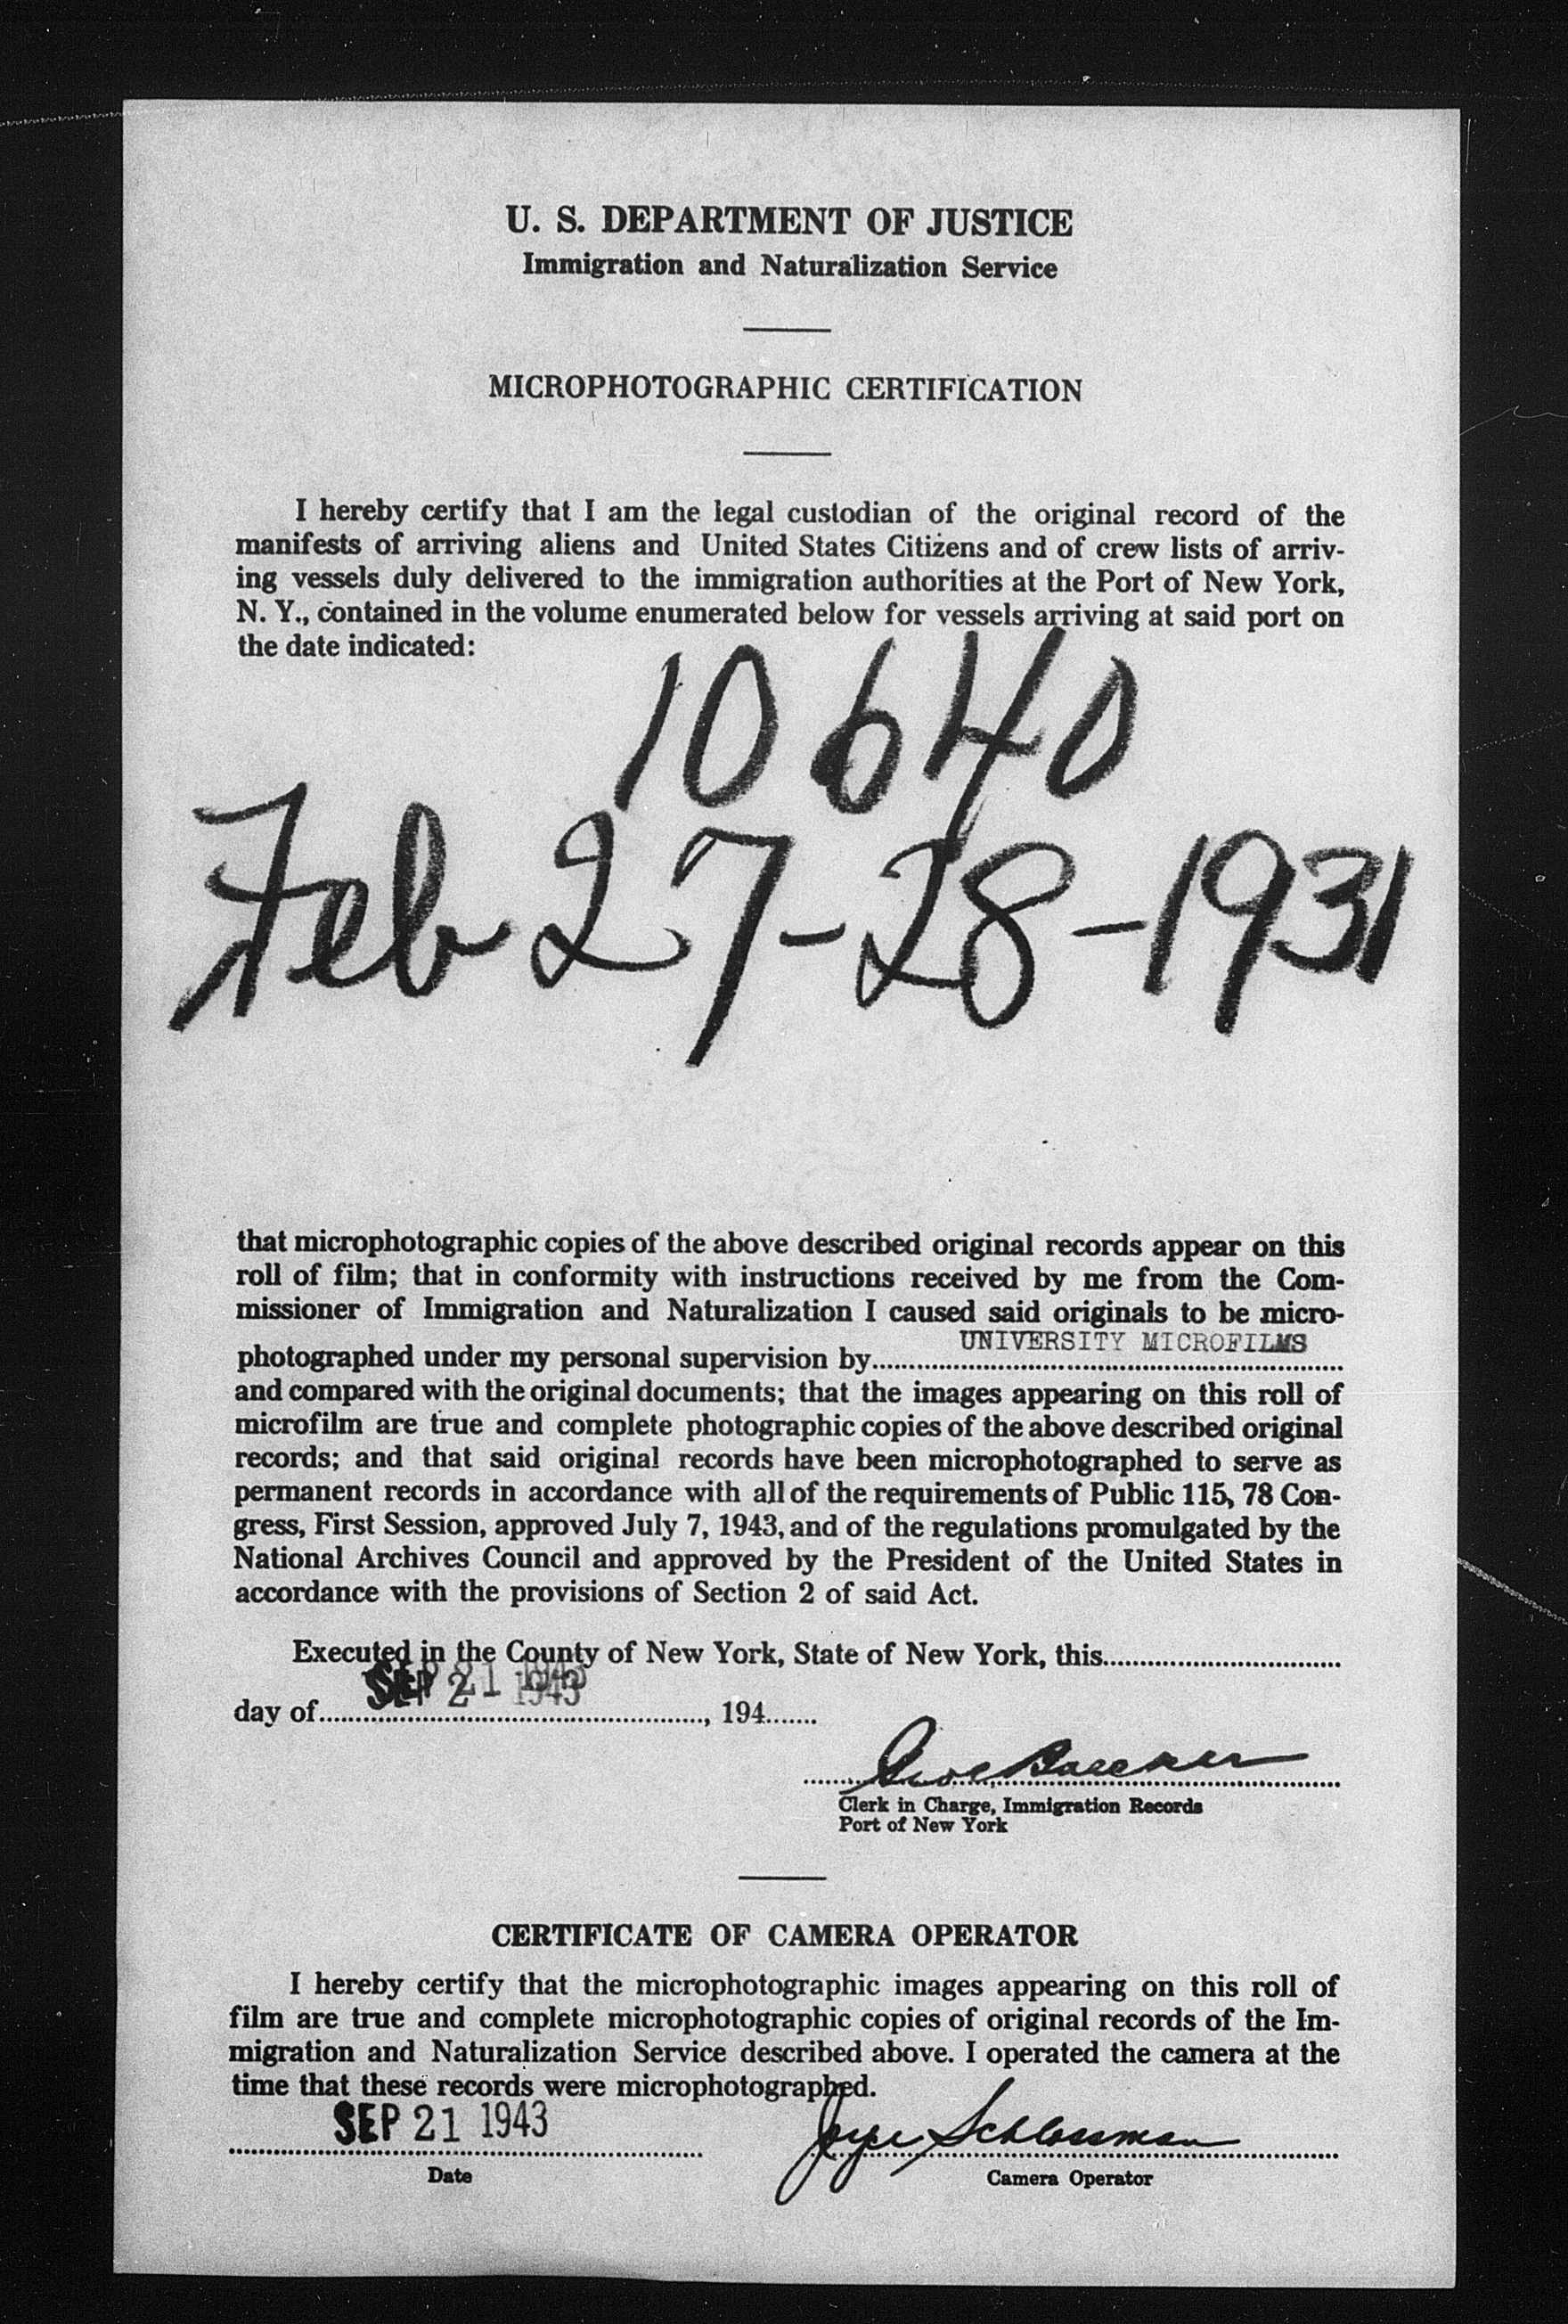 U. S. DEPARTMENT OF JUSTICE
Immigration and Naturalization Service
MICROPHOTOGRAPHIC CERTIFICATION
I hereby certify that I am the legal custodian of the original record of the
manifests of arriving aliens and United States Citizens and of crew lists of arriv-
ing vessels duly delivered to the immigration authorities at the Port of New York,
N. Y., contained in the volume enumerated below for vessels arriving at said port on
the date indicated:
10640
Feb 27-28-1931
that microphotographic copies of the above described original records appear on this
roll of film; that in conformity with instructions received by me from the Com-
missioner of Immigration and Naturalization I caused said originals to be micro-
UNIVERSITY MICROFILMS
photographed under my personal supervision by
and compared with the original documents; that the images appearing on this roll of
microfilm are true and complete photographic copies of the above described original
records; and that said original records have been microphotographed to serve as
permanent records in accordance with all of the requirements of Public 115, 78 Con-
gress, First Session, approved July 7, 1943, and of the regulations promulgated by the
National Archives Council and approved by the President of the United States in
accordance with the provisions of Section 2 of said Act.
Executed in the County of New York, State of New York, this
SEP 21 1943
day of , 194
Clerk in Charge, Immigration Records
Port of New York
CERTIFICATE OF CAMERA OPERATOR
I hereby certify that the microphotographic images appearing on this roll of
film are true and complete microphotographic copies of original records of the Im-
migration and Naturalization Service described above. I operated the camera at the
time that these records were microphotographed.
SEP 21 1943 Schlossman
Date Camera Operator